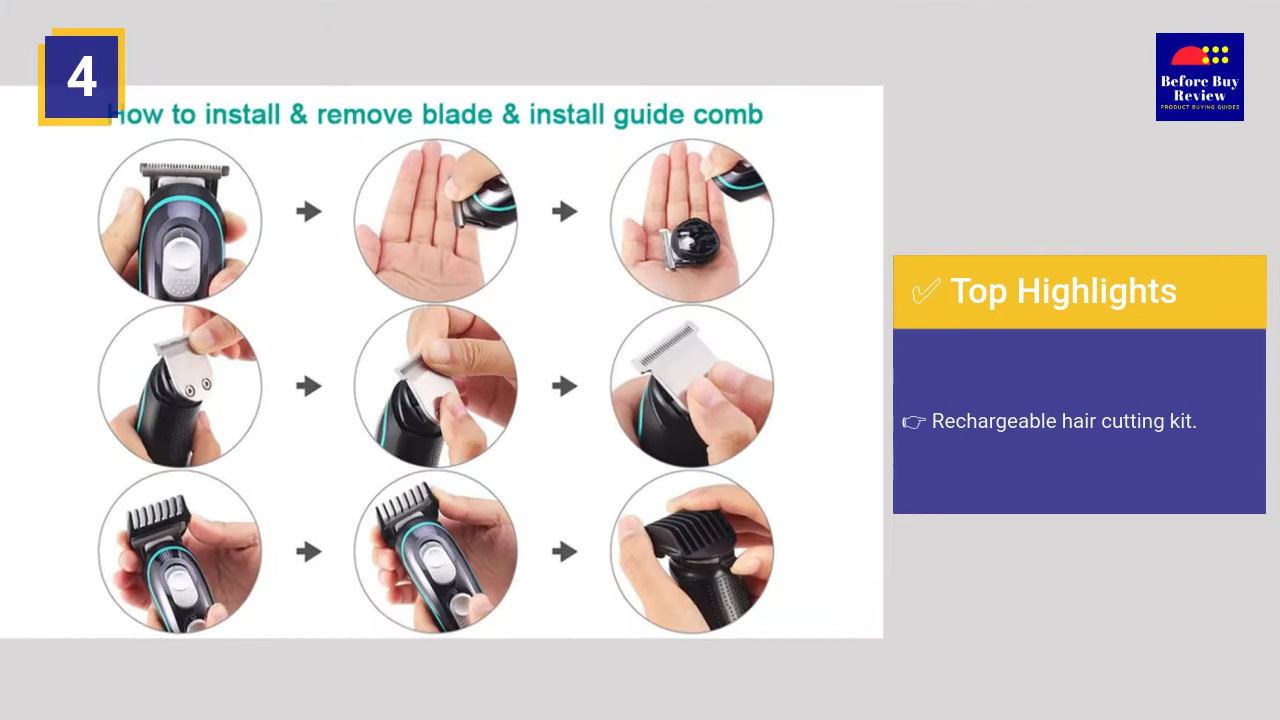 4
How to install & remove blade & install guide comb
Before Buy
Review
PRODUCT BUYING GUIDES
✅ Top Highlights
👉 Rechargeable hair cutting kit.